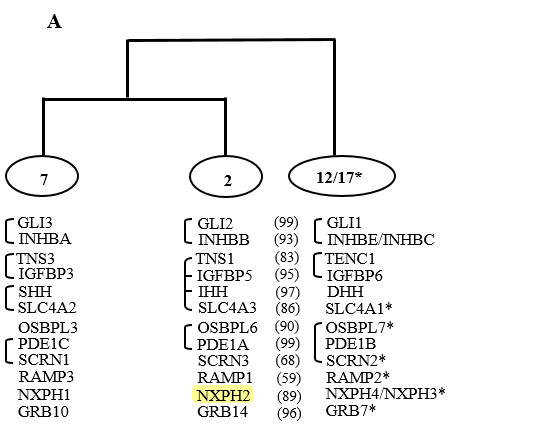 A
7 2 12/17*
GLI3 GLI2 (99) GLI1
INHBA INHBB (93) INHBE/INHBC
TNS3 TNS1 (83) TENC1
IGFBP3 IGFBP5 (95) IGFBP6
SHH IHH (97) DHH
SLC4A2 SLC4A3 (86) SLC4A1*
OSBPL3 OSBPL6 (90) OSBPL7*
PDE1C PDE1A (99) PDE1B
SCRN1 SCRN3 (68) SCRN2*
RAMP3 RAMP1 (59) RAMP2*
NXPH1 NXPH2 (89) NXPH4/NXPH3*
GRB10 GRB14 (96) GRB7*